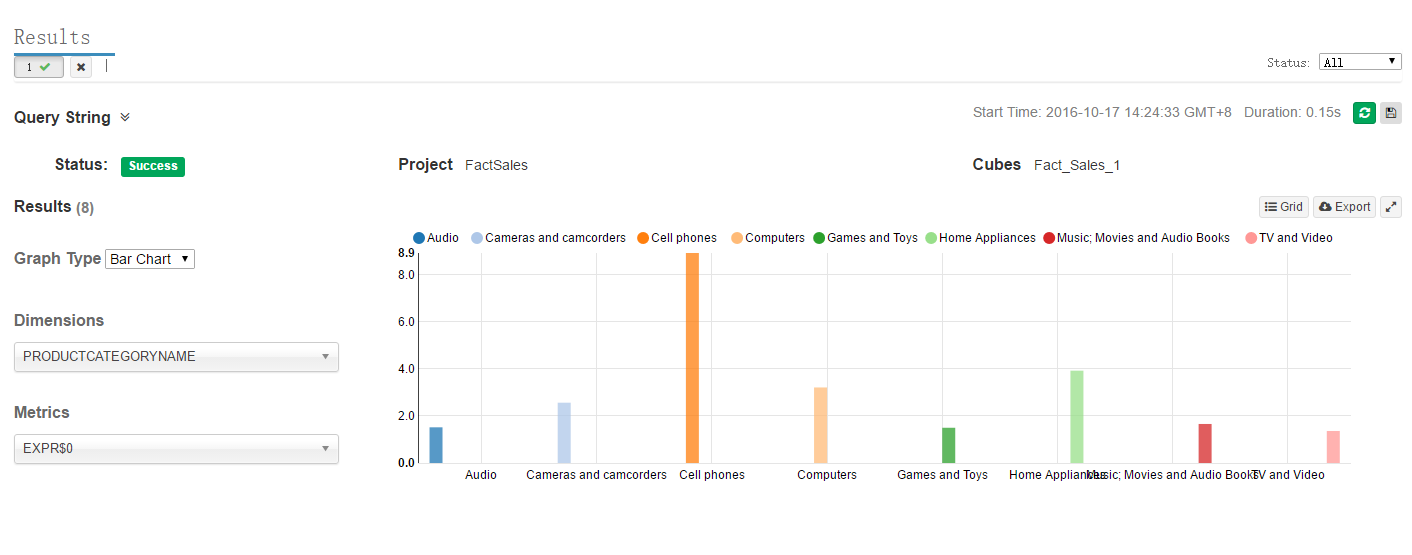 Results
1
Status: All
Query String
Start Time: 2016-10-17 14:24:33 GMT+8 Duration: 0.15s
Status: Success
Project FactSales
Cubes Fact_Sales_1
Results (8)
Grid Export
Audio Cameras and camcorders Cell phones Computers Games and Toys Home Appliances Music; Movies and Audio Books TV and Video
Graph Type Bar Chart
Dimensions
PRODUCTCATEGORYNAME
Metrics
EXPR$0
8.9
8.0
6.0
4.0
2.0
0.0
Audio Cameras and camcorders Cell phones Computers Games and Toys Home Appliances Music; Movies and Audio Books TV and Video